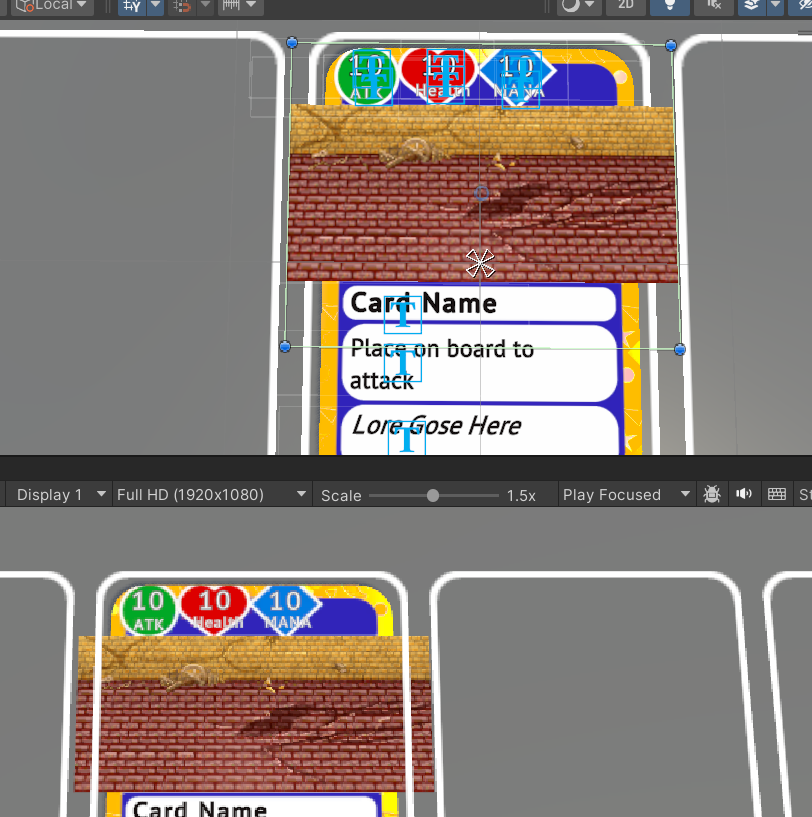 Local
2D
10 10 10
ATK Health MANA
Card Name
Place on board to
attack
Lore Gose Here
Display 1 Full HD (1920x1080) Scale 1.5x Play Focused St
10 10 10
ATK Health MANA
Card Name